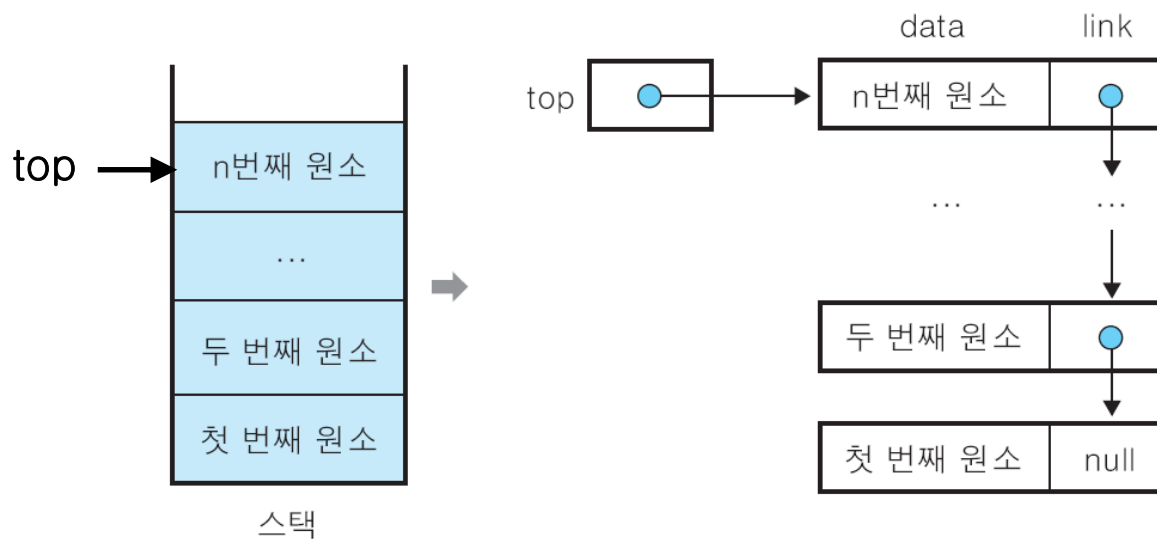 top
n번째 원소
...
두 번째 원소
첫 번째 원소
스택
data link
top
n번째 원소
... ...
두 번째 원소
첫 번째 원소 null